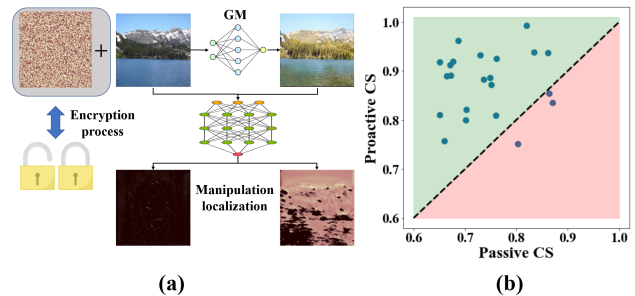 GM
+
Encryption
process
Manipulation
localization
(a)
Proactive CS
1.0
0.9
0.8
0.7
0.6
0.6
0.7
0.8
0.9
1.0
Passive CS
(b)